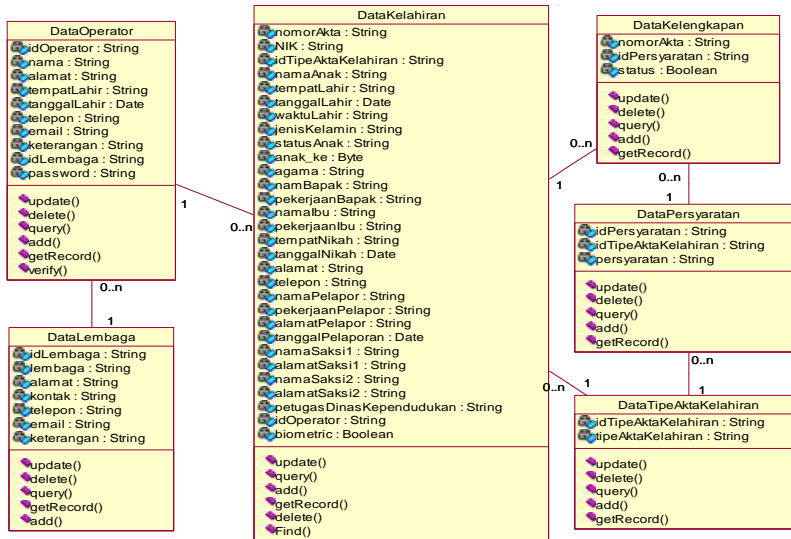 DataOperator
idOperator : String
nama : String
alamat : String
tempatLahir : String
tanggalLahir : Date
telepon : String
email : String
keterangan : String
idLembaga : String
password : String
update()
delete()
query()
add()
getRecord()
verify()
1
0..n
0..n
1
DataLembaga
idLembaga : String
lembaga : String
alamat : String
kontak : String
telepon : String
email : String
keterangan : String
update()
delete()
query()
getRecord()
add()
DataKelahiran
nomorAkta : String
NIK : String
idTipeAktaKelahiran : String
namaAnak : String
tempatLahir : String
tanggalLahir : Date
waktuLahir : String
jenisKelamin : String
statusAnak : String
anak_ke : Byte
agama : String
namBapak : String
pekerjaanBapak : String
namaIbu : String
pekerjaanIbu : String
tempatNikah : String
tanggalNikah : Date
alamat : String
telepon : String
namaPelapor : String
pekerjaanPelapor : String
alamatPelapor : String
tanggalPelaporan : Date
namaSaksi1 : String
alamatSaksi1 : String
namaSaksi2 : String
alamatSaksi2 : String
petugasDinasKependudukan : String
idOperator : String
biometric : Boolean
update()
query()
add()
getRecord()
delete()
Find()
0..n
1
0..n
1
DataKelengkapan
nomorAkta : String
idPersyaratan : String
status : Boolean
update()
delete()
query()
add()
getRecord()
0..n
1
DataPersyaratan
idPersyaratan : String
idTipeAktaKelahiran : String
persyaratan : String
update()
delete()
query()
add()
getRecord()
0..n
1
DataTipeAktaKelahiran
idTipeAktaKelahiran : String
tipeAktaKelahiran : String
update()
delete()
query()
add()
getRecord()